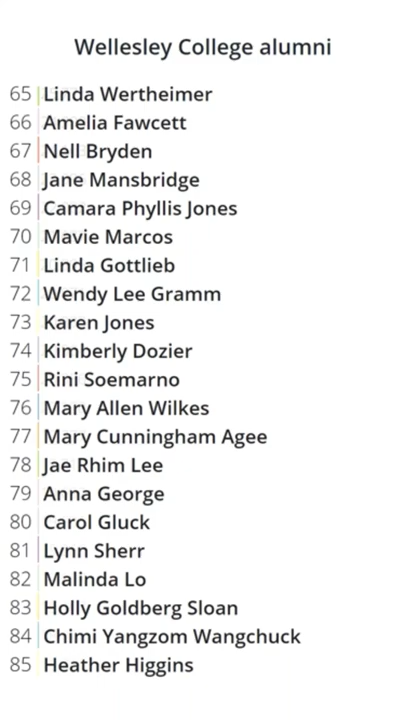 Wellesley College alumni
65 Linda Wertheimer
66 Amelia Fawcett
67 Nell Bryden
68 Jane Mansbridge
69 Camara Phyllis Jones
70 Mavie Marcos
71 Linda Gottlieb
72 Wendy Lee Gramm
73 Karen Jones
74 Kimberly Dozier
75 Rini Soemarno
76 Mary Allen Wilkes
77 Mary Cunningham Agee
78 Jae Rhim Lee
79 Anna George
80 Carol Gluck
81 Lynn Sherr
82 Malinda Lo
83 Holly Goldberg Sloan
84 Chimi Yangzom Wangchuck
85 Heather Higgins